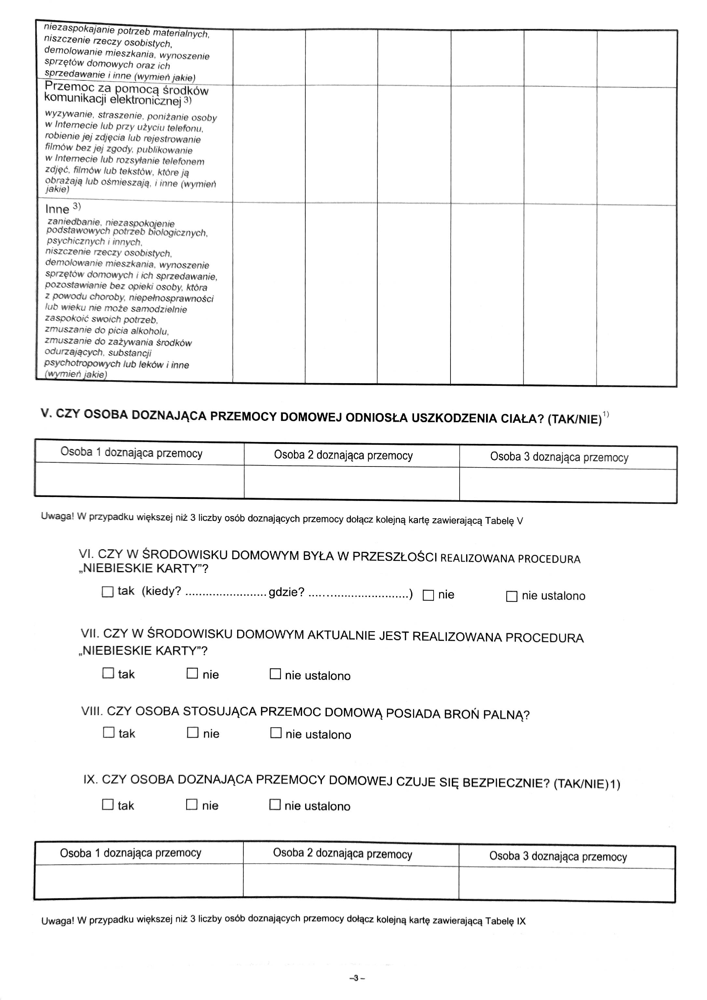 niezaspokajanie potrzeb materialnych,
niszczenie rzeczy osobistych,
demolowanie mieszkania, wynoszenie
sprzętów domowych oraz ich
sprzedawanie i inne (wymień jakie)
Przemoc za pomocą środków
komunikacji elektronicznej 3)
wyzywanie, straszenie, poniżanie osoby
w Internecie lub przy użyciu telefonu,
robienie jej zdjęcia lub rejestrowanie
filmów bez jej zgody, publikowanie
w Internecie lub rozsyłanie telefonem
zdjęć, filmów lub tekstów, które ją
obrażają lub ośmieszają, i inne (wymień
jakie)
Inne 3)
zaniedbanie, niezaspokojenie
podstawowych potrzeb biologicznych,
psychicznych i innych,
niszczenie rzeczy osobistych,
demolowanie mieszkania, wynoszenie
sprzętów domowych i ich sprzedawanie,
pozostawianie bez opieki osoby, która
z powodu choroby, niepełnosprawności
lub wieku nie może samodzielnie
zaspokoić swoich potrzeb,
zmuszanie do picia alkoholu,
zmuszanie do zażywania środków
odurzających, substancji
psychotropowych lub leków i inne
(wymień jakie)
V. CZY OSOBA DOZNAJĄCA PRZEMOCY DOMOWEJ ODNIOSŁA USZKODZENIA CIAŁA? (TAK/NIE)1)
Osoba 1 doznająca przemocy Osoba 2 doznająca przemocy Osoba 3 doznająca przemocy
Uwaga! W przypadku większej niż 3 liczby osób doznających przemocy dołącz kolejną kartę zawierającą Tabelę V
VI. CZY W ŚRODOWISKU DOMOWYM BYŁA W PRZESZŁOŚCI REALIZOWANA PROCEDURA
„NIEBIESKIE KARTY”?
☐ tak (kiedy? ........................ gdzie? .............................) ☐ nie ☐ nie ustalono
VII. CZY W ŚRODOWISKU DOMOWYM AKTUALNIE JEST REALIZOWANA PROCEDURA
„NIEBIESKIE KARTY”?
☐ tak ☐ nie ☐ nie ustalono
VIII. CZY OSOBA STOSUJĄCA PRZEMOC DOMOWĄ POSIADA BROŃ PALNĄ?
☐ tak ☐ nie ☐ nie ustalono
IX. CZY OSOBA DOZNAJĄCA PRZEMOCY DOMOWEJ CZUJE SIĘ BEZPIECZNIE? (TAK/NIE)1)
☐ tak ☐ nie ☐ nie ustalono
Osoba 1 doznająca przemocy Osoba 2 doznająca przemocy Osoba 3 doznająca przemocy
Uwaga! W przypadku większej niż 3 liczby osób doznających przemocy dołącz kolejną kartę zawierającą Tabelę IX
–3 –